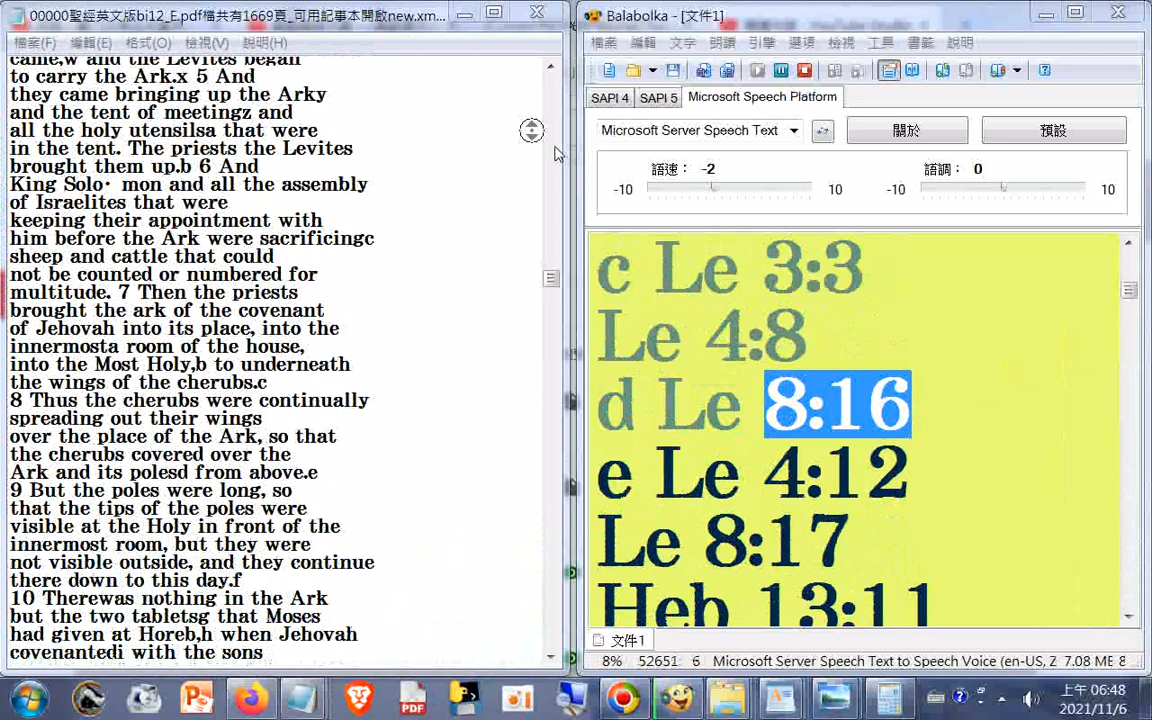 00000聖經英文版bi12_E.pdf檔共有1669頁_可用記事本開啟new.xm...
檔案(F) 編輯(E) 格式(O) 檢視(V) 說明(H)
came,w and the Levites began
to carry the Ark.x 5 And
they came bringing up the Arky
and the tent of meetingz and
all the holy utensilsa that were
in the tent. The priests the Levites
brought them up.b 6 And
King Solo· mon and all the assembly
of Israelites that were
keeping their appointment with
him before the Ark were sacrificingc
sheep and cattle that could
not be counted or numbered for
multitude. 7 Then the priests
brought the ark of the covenant
of Jehovah into its place, into the
innermosta room of the house,
into the Most Holy,b to underneath
the wings of the cherubs.c
8 Thus the cherubs were continually
spreading out their wings
over the place of the Ark, so that
the cherubs covered over the
Ark and its polesd from above.e
9 But the poles were long, so
that the tips of the poles were
visible at the Holy in front of the
innermost room, but they were
not visible outside, and they continue
there down to this day.f
10 Therewas nothing in the Ark
but the two tabletsg that Moses
had given at Horeb,h when Jehovah
covenantedi with the sons
Balabolka - [文件1]
檔案 編輯 文字 朗讀 引擎 選項 檢視 工具 書籤 說明
SAPI 4 SAPI 5 Microsoft Speech Platform
Microsoft Server Speech Text 關於 預設
語速： -2 語調： 0
-10 10 -10 10
c Le 3:3
Le 4:8
d Le 8:16
e Le 4:12
Le 8:17
Heb 13:11
文件1
8% 52651: 6 Microsoft Server Speech Text to Speech Voice (en-US, Z 7.08 MB 8
上午 06:48
2021/11/6